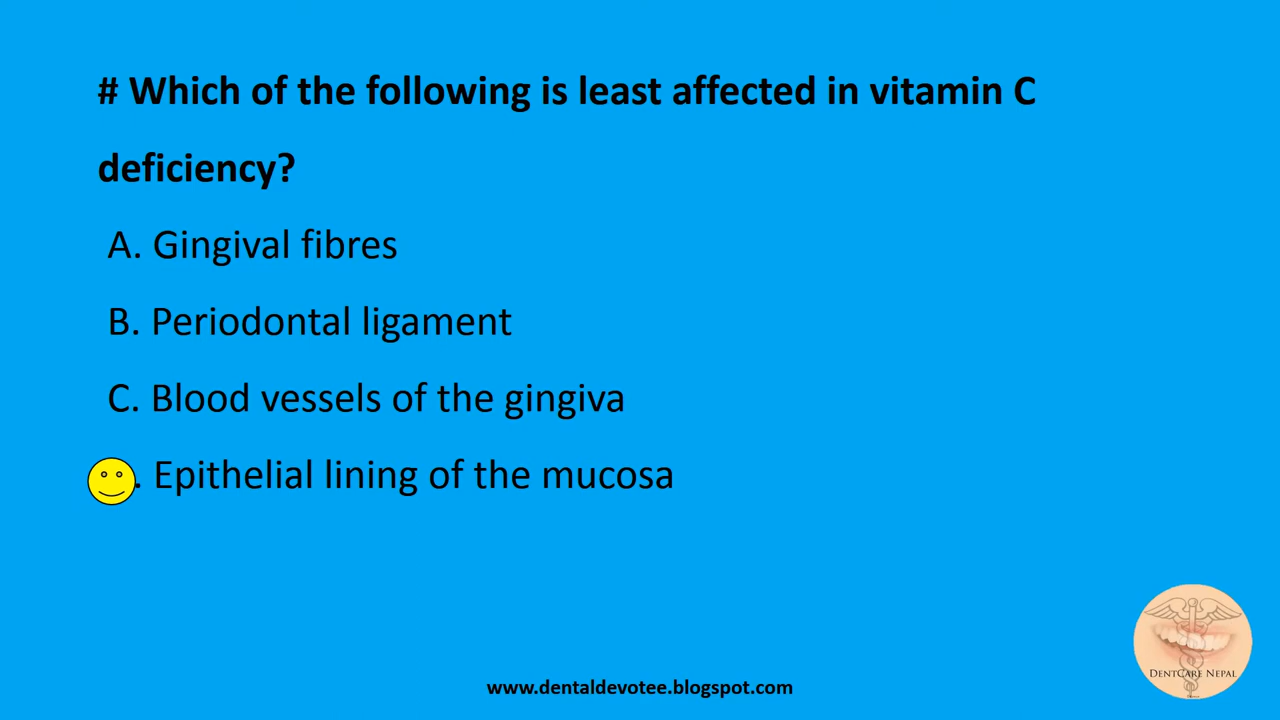 # Which of the following is least affected in vitamin C
deficiency?
A. Gingival fibres
B. Periodontal ligament
C. Blood vessels of the gingiva
. Epithelial lining of the mucosa
DENTCARE NEPAL
www.dentaldevotee.blogspot.com